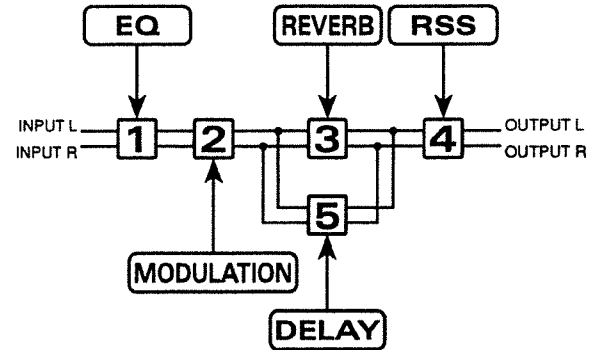 EQ
REVERB
RSS
INPUT L
INPUT R
1
2
3
4
OUTPUT L
OUTPUT R
5
MODULATION
DELAY